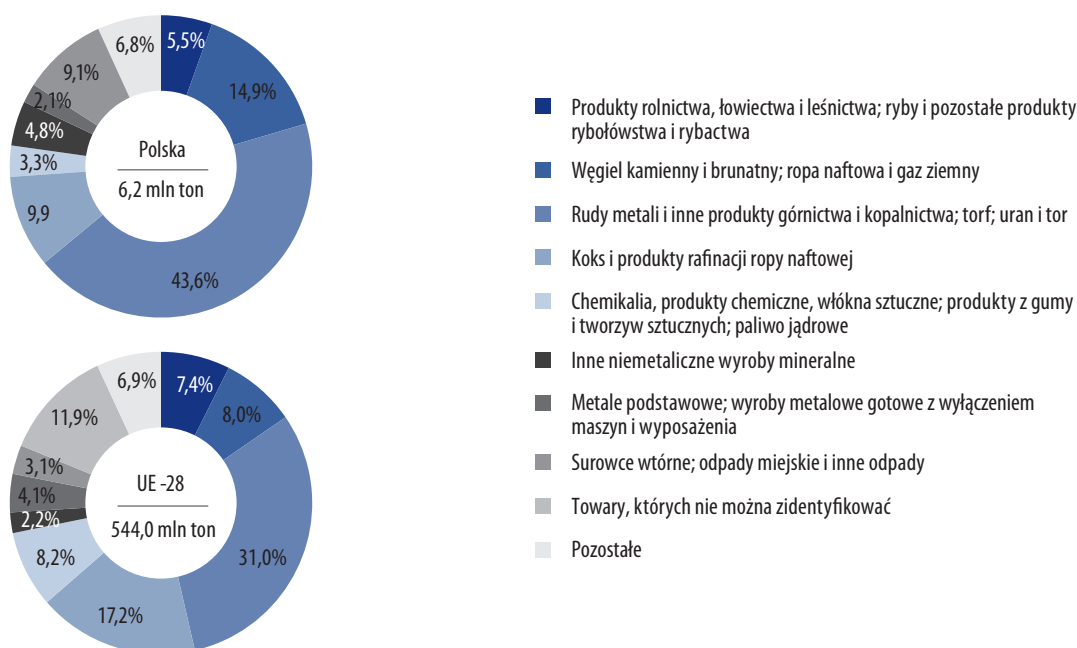 6,8%
5,5%
9,1%
14,9%
2,1%
4,8%
3,3%
9,9
43,6%
Polska
6,2 mln ton
6,9%
7,4%
11,9%
8,0%
3,1%
4,1%
2,2%
8,2%
31,0%
17,2%
UE -28
544,0 mln ton
Produkty rolnictwa, łowiectwa i leśnictwa; ryby i pozostałe produkty
rybołówstwa i rybactwa
Węgiel kamienny i brunatny; ropa naftowa i gaz ziemny
Rudy metali i inne produkty górnictwa i kopalnictwa; torf; uran i tor
Koks i produkty rafinacji ropy naftowej
Chemikalia, produkty chemiczne, włókna sztuczne; produkty z gumy
i tworzyw sztucznych; paliwo jądrowe
Inne niemetaliczne wyroby mineralne
Metale podstawowe; wyroby metalowe gotowe z wyłączeniem
maszyn i wyposażenia
Surowce wtórne; odpady miejskie i inne odpady
Towary, których nie można zidentyfikować
Pozostałe